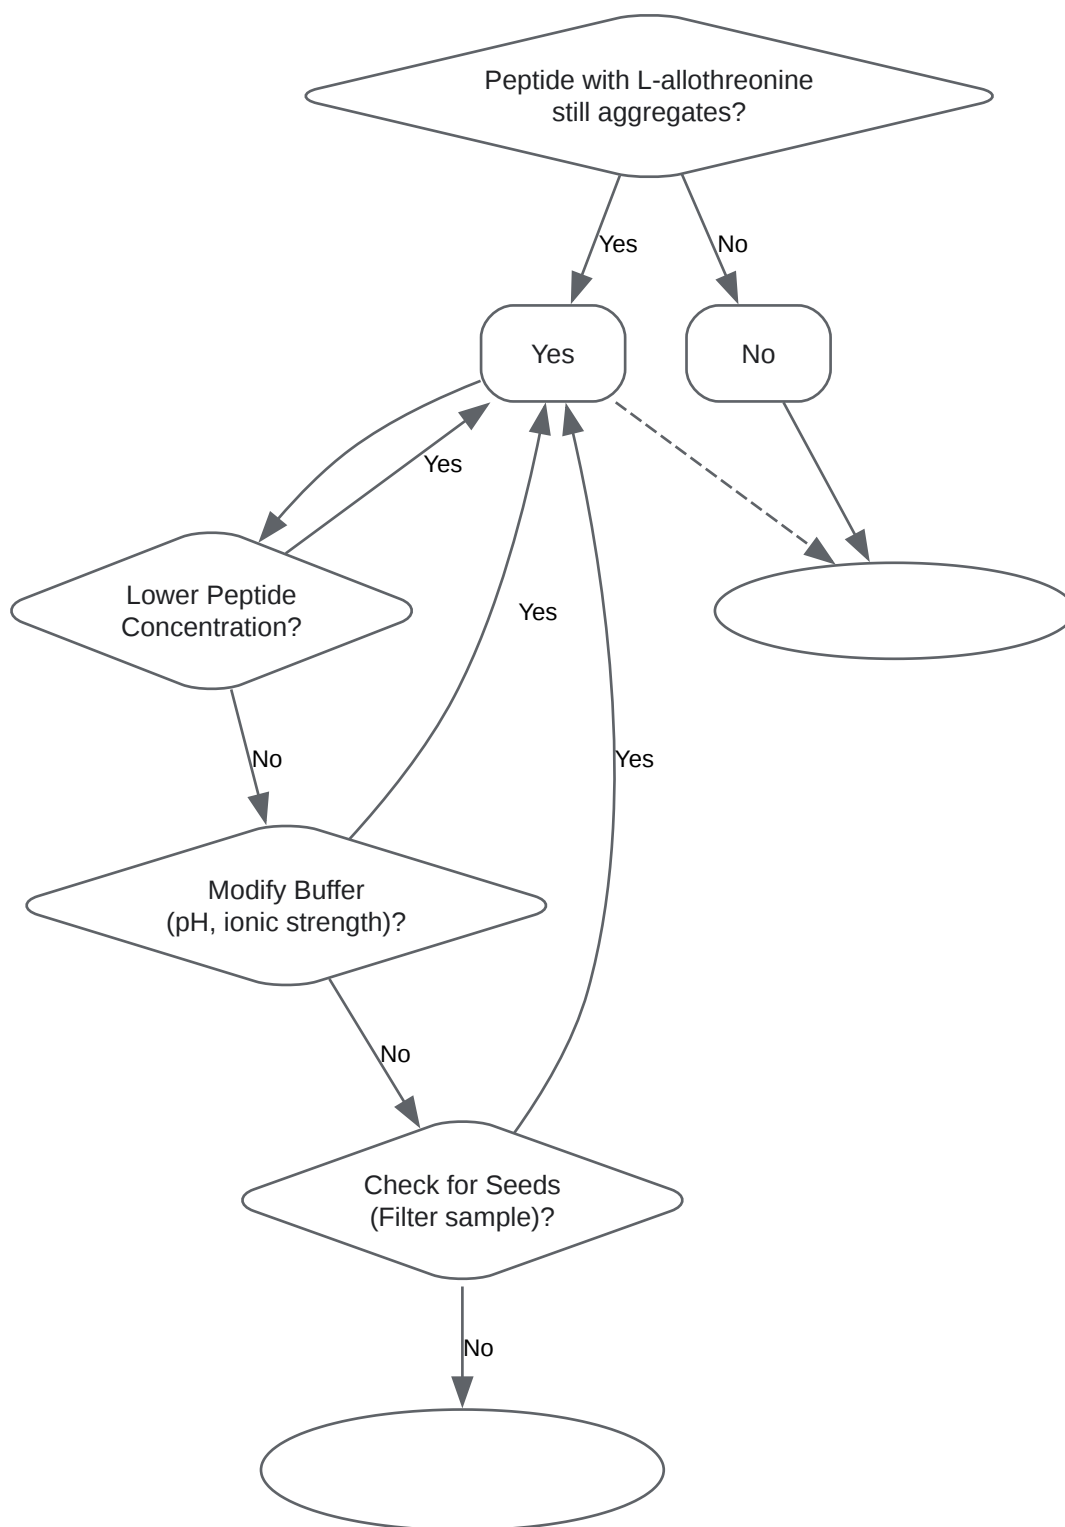 Peptide with L-allothreonine
still aggregates?
Yes
No
Yes
No
Yes
Lower Peptide
Concentration?
Yes
No
Yes
Modify Buffer
(pH, ionic strength)?
No
Check for Seeds
(Filter sample)?
No